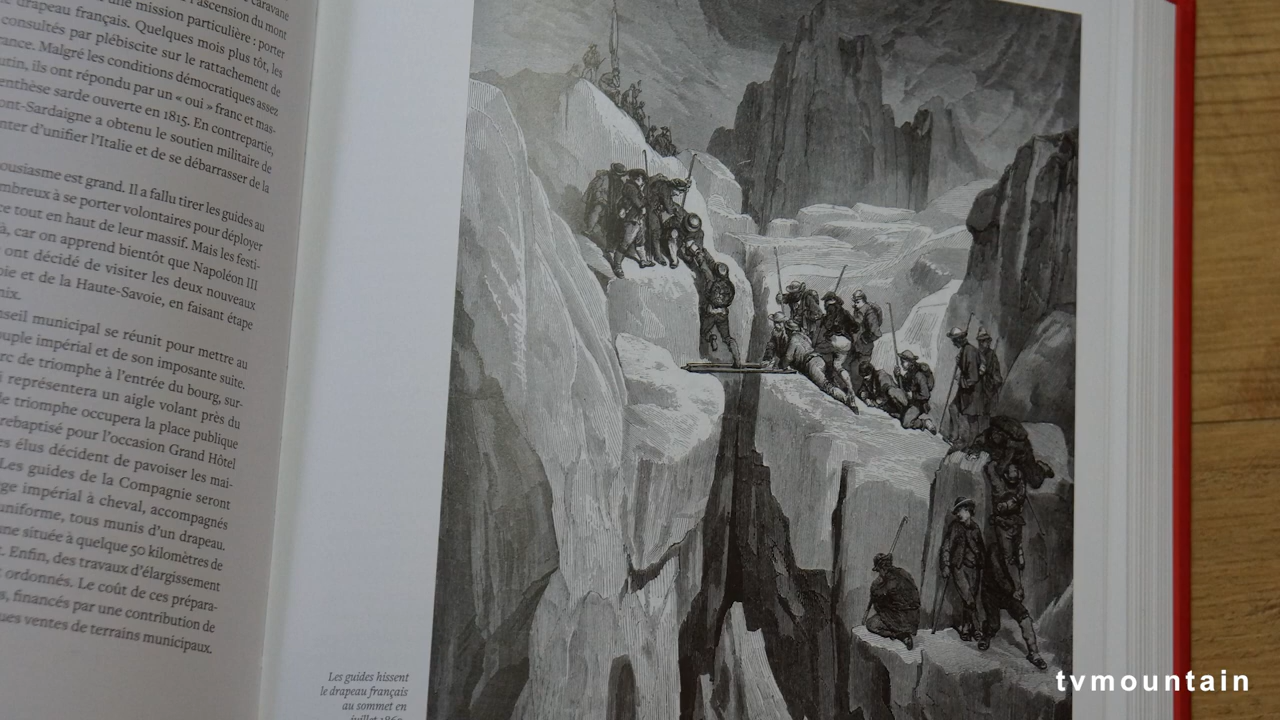 caravane
l'ascension du mont
une mission particulière : porter
le drapeau français. Quelques mois plus tôt, les
consultés par plébiscite sur le rattachement de
rance. Malgré les conditions démocratiques assez
utin, ils ont répondu par un « oui » franc et mas-
enthèse sarde ouverte en 1815. En contrepartie,
ont-Sardaigne a obtenu le soutien militaire de
nter d'unifier l'Italie et de se débarrasser de la
ousiasme est grand. Il a fallu tirer les guides au
mbreux à se porter volontaires pour déployer
ce tout en haut de leur massif. Mais les festi-
à, car on apprend bientôt que Napoléon III
ont décidé de visiter les deux nouveaux
oie et de la Haute-Savoie, en faisant étape
nix.
nseil municipal se réunit pour mettre au
ouple impérial et de son imposante suite.
rc de triomphe à l'entrée du bourg, sur-
i représentera un aigle volant près du
de triomphe occupera la place publique
rebaptisé pour l'occasion Grand Hôtel
es élus décident de pavoiser les mai-
Les guides de la Compagnie seront
ge impérial à cheval, accompagnés
uniforme, tous munis d'un drapeau.
ne située à quelque 50 kilomètres de
. Enfin, des travaux d'élargissement
t ordonnés. Le coût de ces prépara-
s, financés par une contribution de
ues ventes de terrains municipaux.
Les guides hissent
le drapeau français
au sommet en
juillet 1860.
tvmountain